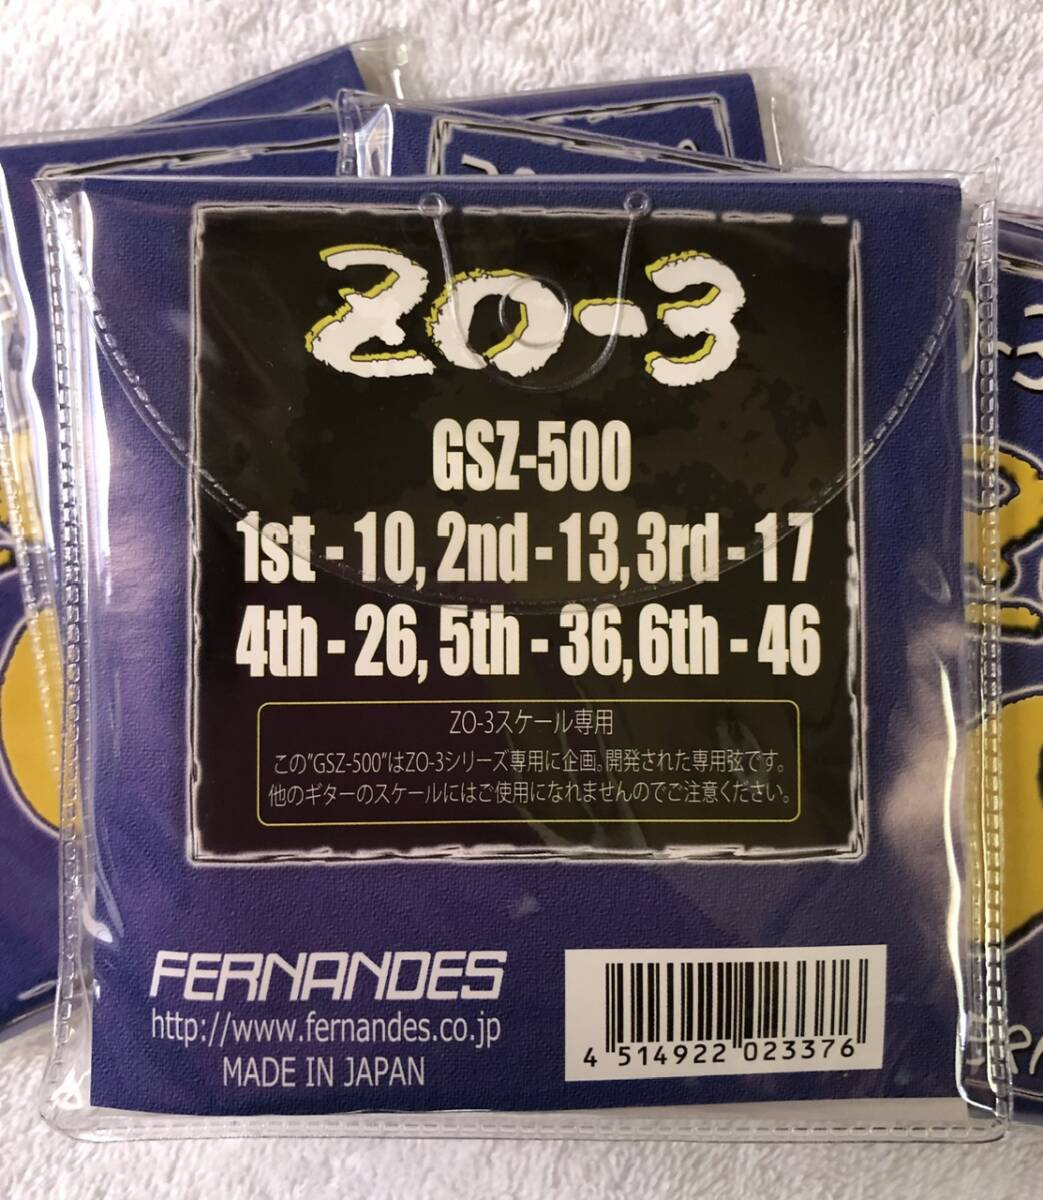 ZO-3
GSZ-500
1st - 10, 2nd - 13, 3rd - 17
4th - 26, 5th - 36, 6th - 46
ZO-3スケール専用
この"GSZ-500"はZO-3シリーズ専用に企画。開発された専用弦です。
他のギターのスケールにはご使用になれませんのでご注意ください。
FERNANDES
http://www.fernandes.co.jp
MADE IN JAPAN
4 514922 023376